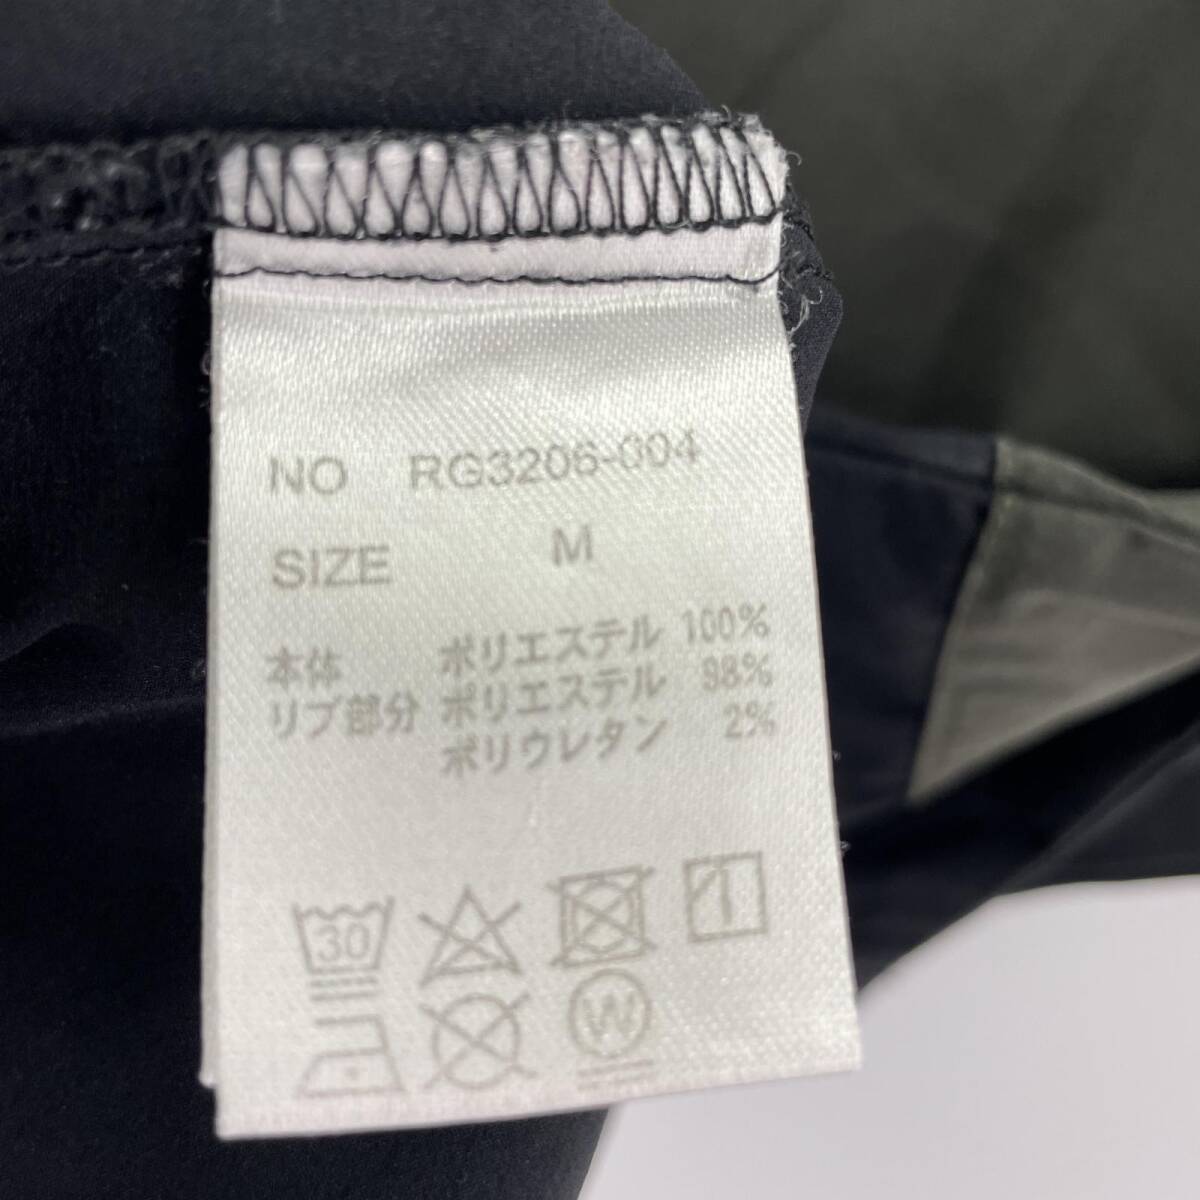 NO RG3206-004
SIZE M
本体 ポリエステル 100%
リブ部分 ポリエステル 98%
ポリウレタン 2%
30
W